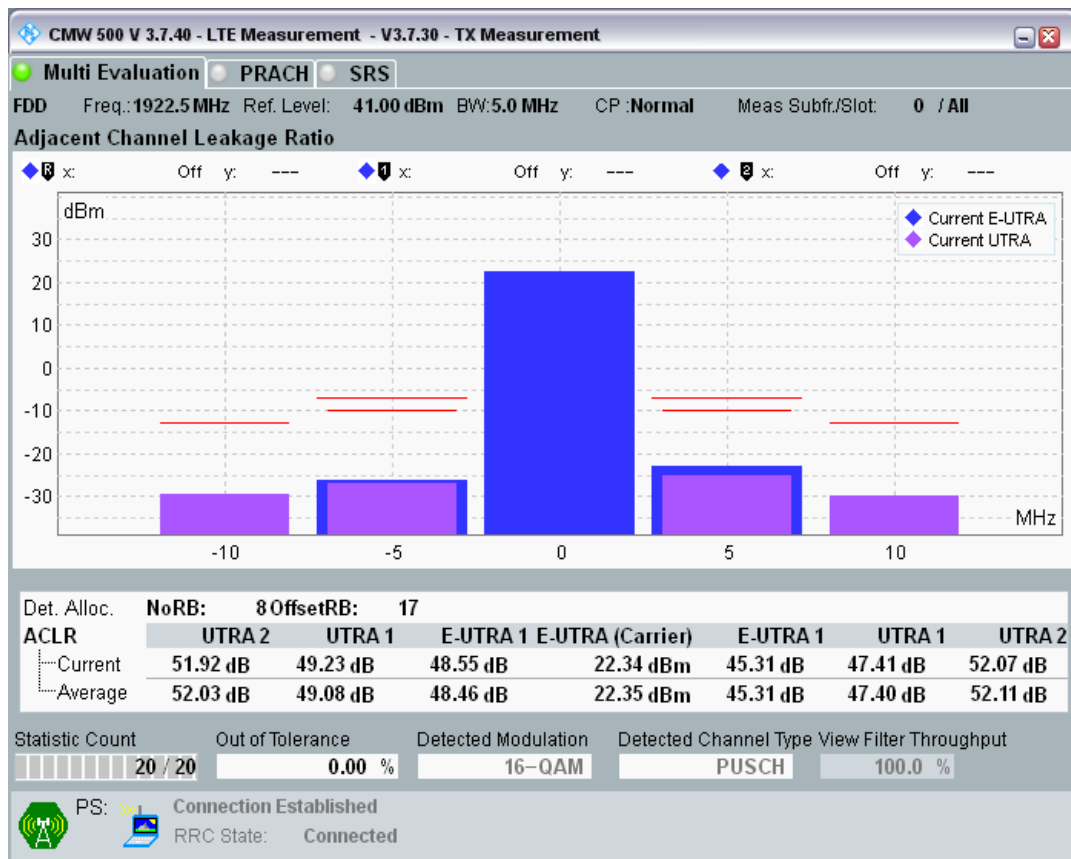 CMW 500 V 3.7.40 - LTE Measurement - V3.7.30 - TX Measurement
Multi Evaluation PRACH SRS
FDD Freq.:1922.5 MHz Ref. Level: 41.00 dBm BW:5.0 MHz CP :Normal Meas Subfr./Slot: 0 / All
Adjacent Channel Leakage Ratio
R x: Off y: --- 1 x: Off y: --- 2 x: Off y: ---
dBm
Current E-UTRA
Current UTRA
30
20
10
0
-10
-20
-30
MHz
-10 -5 0 5 10
Det. Alloc. NoRB: 8 OffsetRB: 17
ACLR UTRA 2 UTRA 1 E-UTRA 1 E-UTRA (Carrier) E-UTRA 1 UTRA 1 UTRA 2
Current 51.92 dB 49.23 dB 48.55 dB 22.34 dBm 45.31 dB 47.41 dB 52.07 dB
Average 52.03 dB 49.08 dB 48.46 dB 22.35 dBm 45.31 dB 47.40 dB 52.11 dB
Statistic Count Out of Tolerance Detected Modulation Detected Channel Type View Filter Throughput
20 / 20 0.00 % 16-QAM PUSCH 100.0 %
PS: Connection Established
RRC State: Connected